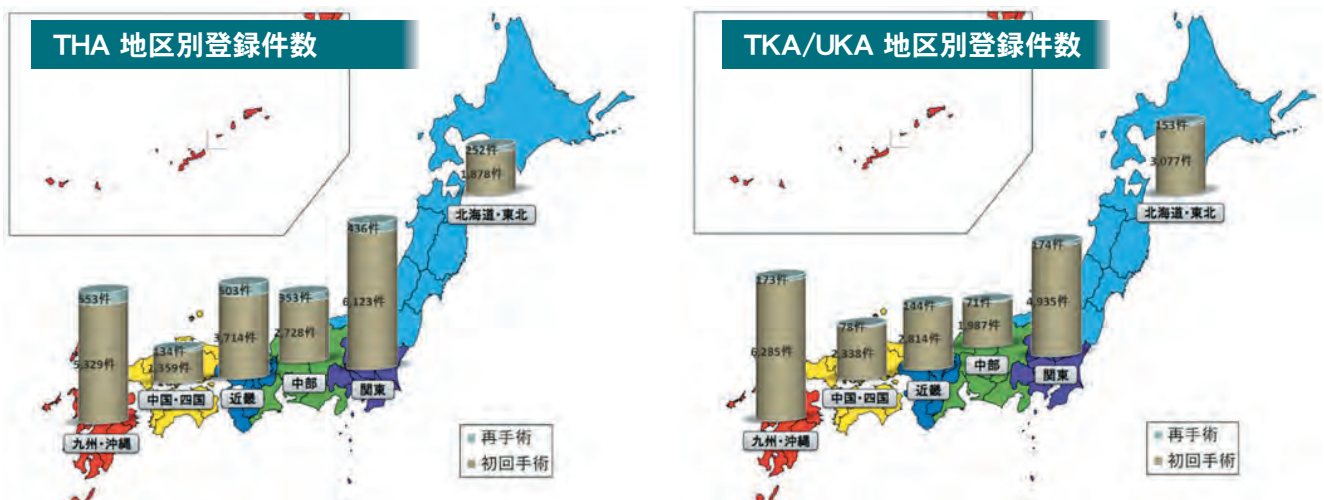 THA 地区別登録件数
252件
1,878件
北海道・東北
436件
6,123件
関東
353件
2,728件
中部
503件
3,714件
近畿
134件
1,359件
中国・四国
553件
5,329件
九州・沖縄
再手術
初回手術
TKA/UKA 地区別登録件数
153件
3,077件
北海道・東北
174件
4,935件
関東
71件
1,987件
中部
144件
2,814件
近畿
78件
2,338件
中国・四国
173件
6,285件
九州・沖縄
再手術
初回手術